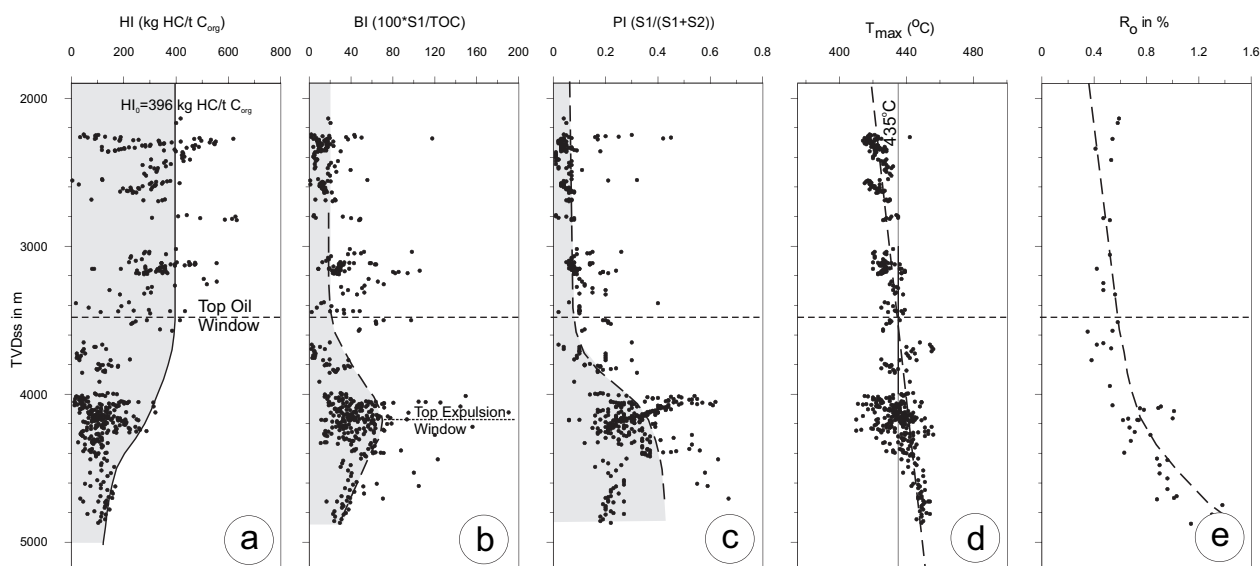 HI (kg HC/t Corg)
BI (100*S1/TOC)
PI (S1/(S1+S2))
Tmax (°C)
Ro in %
0 200 400 600 800
0 40 80 120 160 200
0 0.2 0.4 0.6 0.8
400 440 480
0 0.4 0.8 1.2 1.6
2000
HI0=396 kg HC/t Corg
435°C
3000
Top Oil
Window
TVDss in m
4000
Top Expulsion
Window
5000
a
b
c
d
e